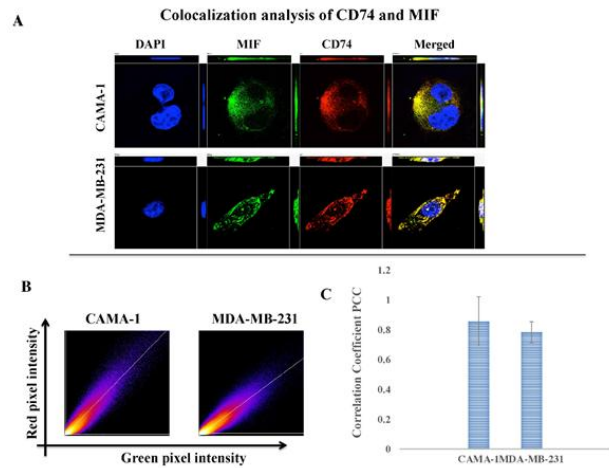 Colocalization analysis of CD74 and MIF
A
DAPI MIF CD74 Merged
CAMA-1
MDA-MB-231
B
CAMA-1 MDA-MB-231
Red pixel intensity
Green pixel intensity
C
Correlation Coefficient PCC
1.2
1
0.8
0.6
0.4
0.2
0
CAMA-1MDA-MB-231